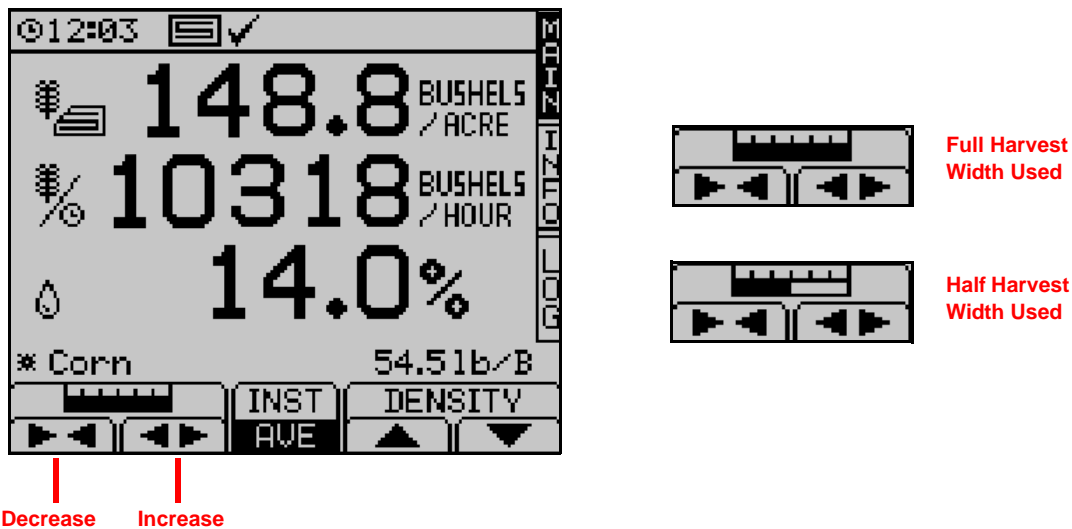 12:03
MAIN
INFO
LOG
148.8 BUSHELS
/ACRE
10318 BUSHELS
/HOUR
14.0%
Corn 54.5lb/B
INST DENSITY
AVE
Decrease Increase
Full Harvest
Width Used
Half Harvest
Width Used